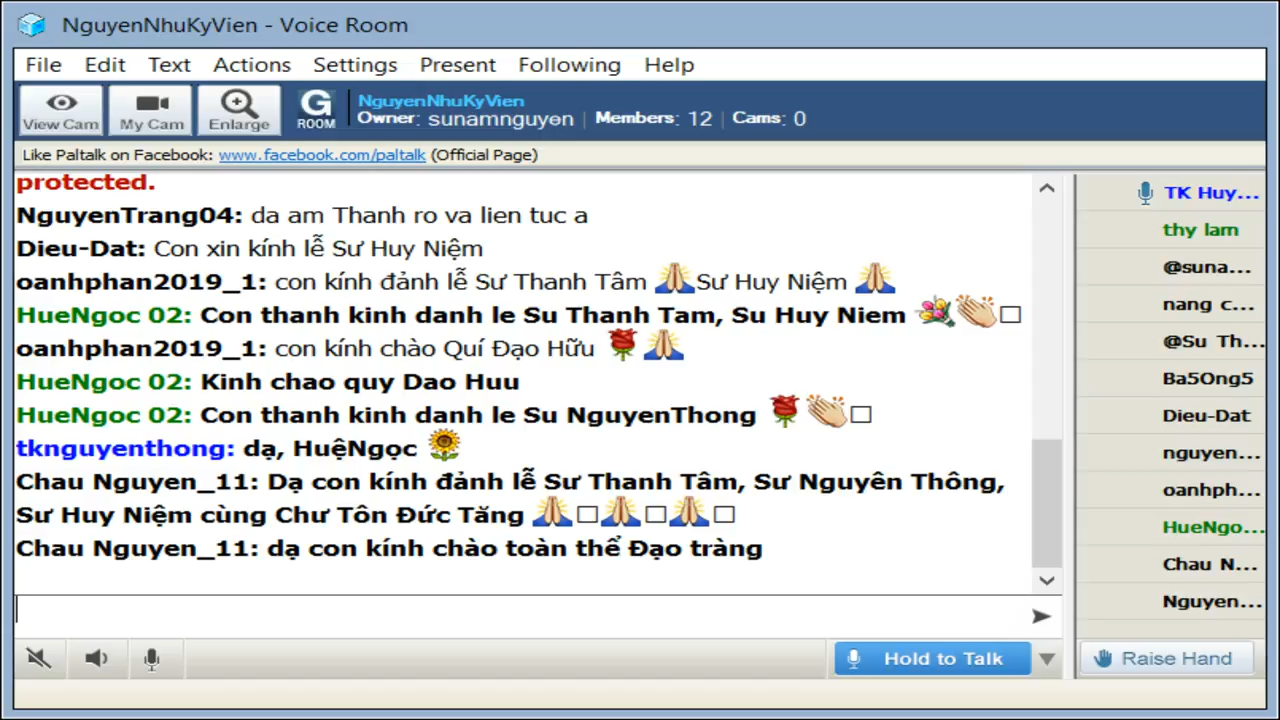 NguyenNhuKyVien - Voice Room
File Edit Text Actions Settings Present Following Help
View Cam My Cam Enlarge G ROOM NguyenNhuKyVien
Owner: sunamnguyen | Members: 12 | Cams: 0
Like Paltalk on Facebook: www.facebook.com/paltalk (Official Page)
protected.
NguyenTrang04: da am Thanh ro va lien tuc a
Dieu-Dat: Con xin kính lễ Sư Huy Niệm
oanhphan2019_1: con kính đảnh lễ Sư Thanh Tâm 🙏Sư Huy Niệm 🙏
HueNgoc 02: Con thanh kinh danh le Su Thanh Tam, Su Huy Niem 💐👏□
oanhphan2019_1: con kính chào Quí Đạo Hữu 🌹🙏
HueNgoc 02: Kinh chao quy Dao Huu
HueNgoc 02: Con thanh kinh danh le Su NguyenThong 🌹👏□
tknguyenthong: dạ, HuệNgọc 🌻
Chau Nguyen_11: Dạ con kính đảnh lễ Sư Thanh Tâm, Sư Nguyên Thông,
Sư Huy Niệm cùng Chư Tôn Đức Tăng 🙏□🙏□🙏□
Chau Nguyen_11: dạ con kính chào toàn thể Đạo tràng
TK Huy...
thy lam
@suna...
nang c...
@Su Th...
Ba5Ong5
Dieu-Dat
nguyen...
oanhph...
HueNgo...
Chau N...
Nguyen...
Hold to Talk
Raise Hand